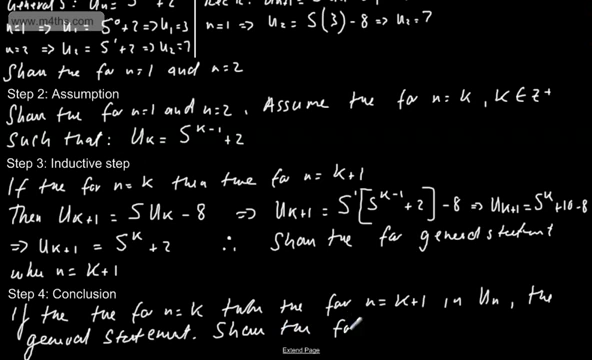 General S: Un = 5 + 2
n=1 => U1 = 5⁰+2 => U1=3
n=1 => U2 = 5(3)-8 => U2=7
n=2 => U2 = 5¹+2 => U2=7
Shown true for n=1 and n=2
Step 2: Assumption
Shown true for n=1 and n=2, Assume true for n=k, k∈Z⁺
Such that: Uk = 5^(k-1) +2
Step 3: Inductive step
If true for n=k then true for n=k+1
Then Uk+1 = 5Uk - 8 => Uk+1 = 5¹[5^(k-1) +2] -8 => Uk+1 = 5^k +10-8
=> Uk+1 = 5^k +2 ∴ Shown true for general statement
when n=k+1
Step 4: Conclusion
If true for n=k then true for n=k+1 in Un, the
general statement. Shown true fo
Extend Page